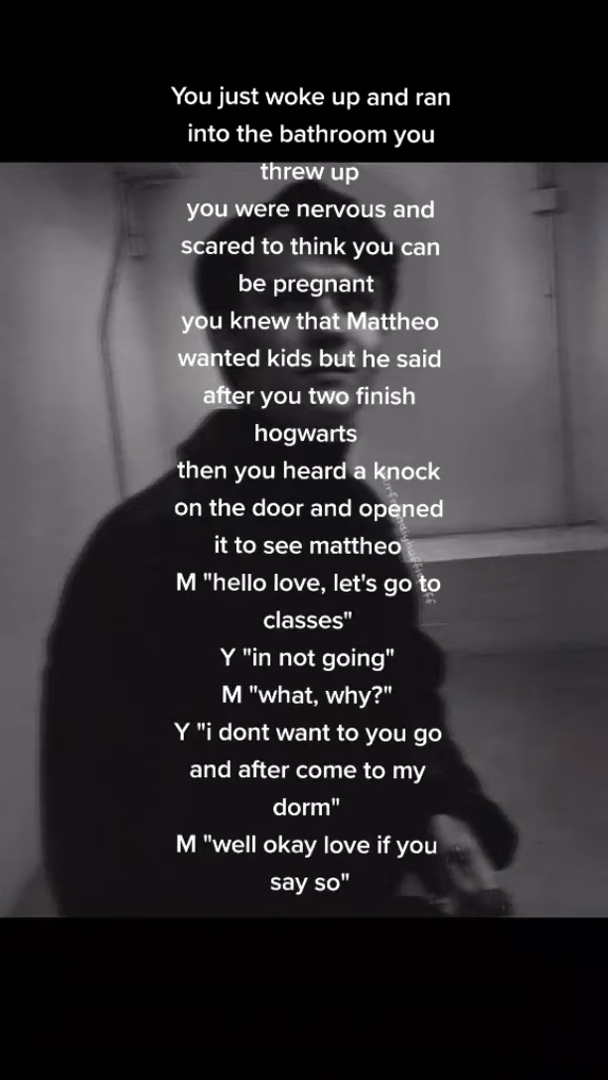 You just woke up and ran
into the bathroom you
threw up
you were nervous and
scared to think you can
be pregnant
you knew that Mattheo
wanted kids but he said
after you two finish
hogwarts
then you heard a knock
on the door and opened
it to see mattheo
M "hello love, let's go to
classes"
Y "in not going"
M "what, why?"
Y "i dont want to you go
and after come to my
dorm"
M "well okay love if you
say so"